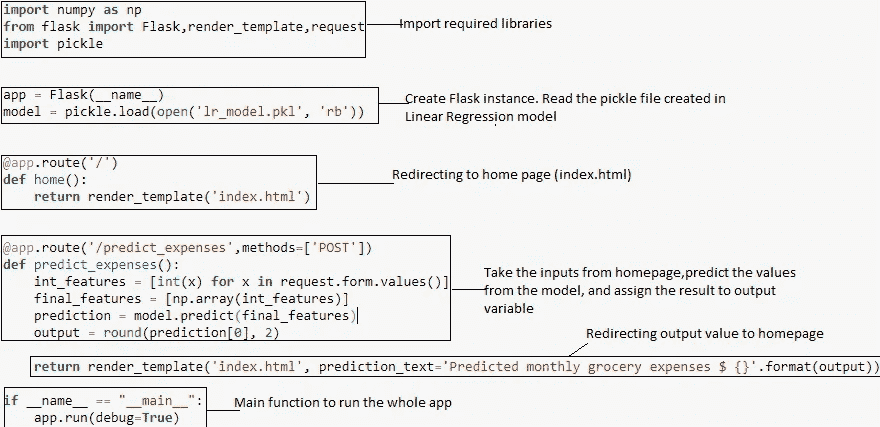 import numpy as np
from flask import Flask,render_template,request
import pickle
Import required libraries
app = Flask(__name__)
model = pickle.load(open('lr_model.pkl', 'rb'))
Create Flask instance. Read the pickle file created in
Linear Regression model
@app.route('/')
def home():
    return render_template('index.html')
Redirecting to home page (index.html)
@app.route('/predict_expenses',methods=['POST'])
def predict_expenses():
    int_features = [int(x) for x in request.form.values()]
    final_features = [np.array(int_features)]
    prediction = model.predict(final_features)
    output = round(prediction[0], 2)
Take the inputs from homepage,predict the values
from the model, and assign the result to output
variable
Redirecting output value to homepage
return render_template('index.html', prediction_text='Predicted monthly grocery expenses $ {}'.format(output))
if __name__ == "__main__":
    app.run(debug=True)
Main function to run the whole app